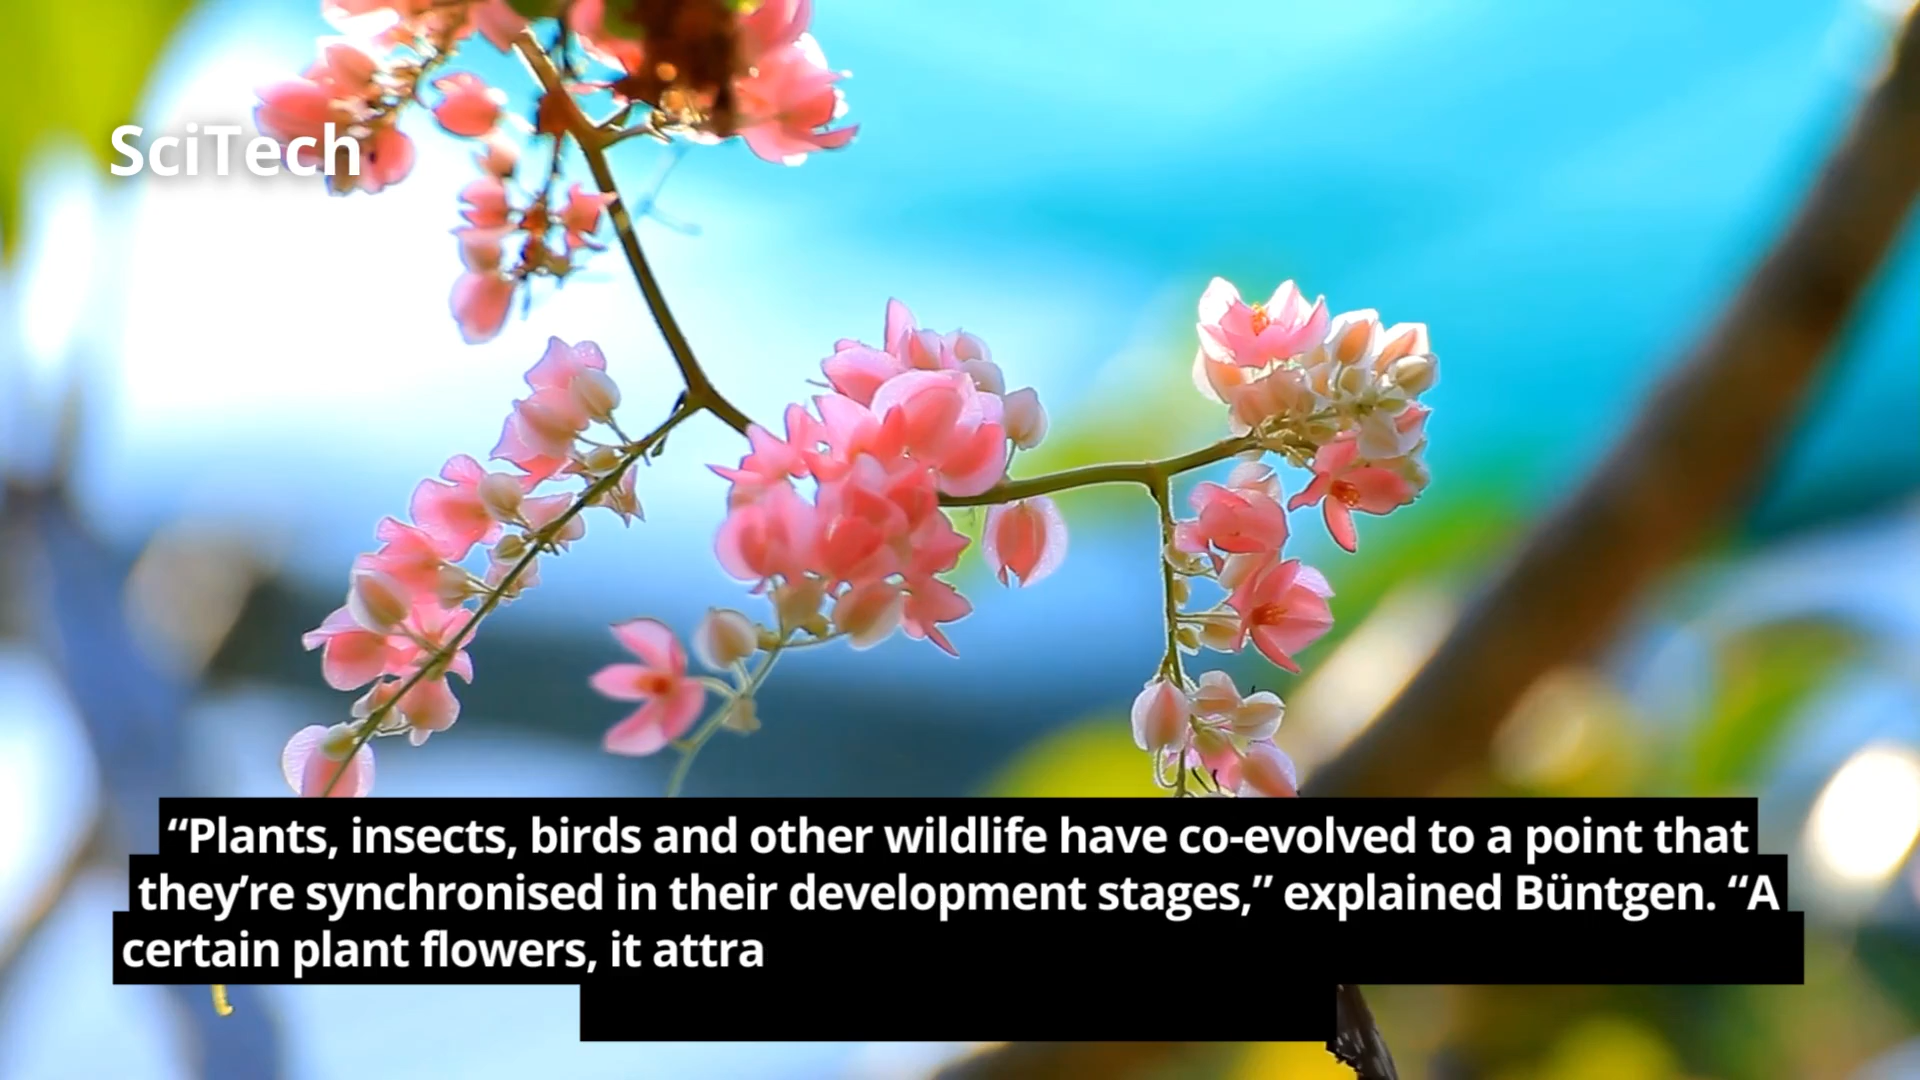 SciTech
“Plants, insects, birds and other wildlife have co-evolved to a point that
they’re synchronised in their development stages,” explained Büntgen. “A
certain plant flowers, it attra